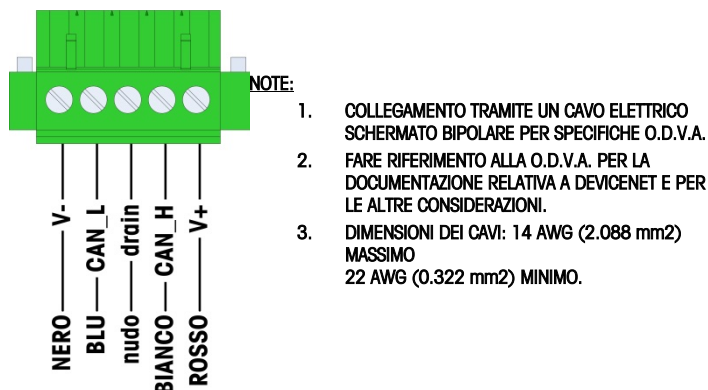 NOTE:
1. COLLEGAMENTO TRAMITE UN CAVO ELETTRICO
SCHERMATO BIPOLARE PER SPECIFICHE O.D.V.A.
2. FARE RIFERIMENTO ALLA O.D.V.A. PER LA
DOCUMENTAZIONE RELATIVA A DEVICENET E PER
LE ALTRE CONSIDERAZIONI.
3. DIMENSIONI DEI CAVI: 14 AWG (2.088 mm2)
MASSIMO
22 AWG (0.322 mm2) MINIMO.
NERO V-
BLU CAN_L
nudo drain
BIANCO CAN_H
ROSSO V+